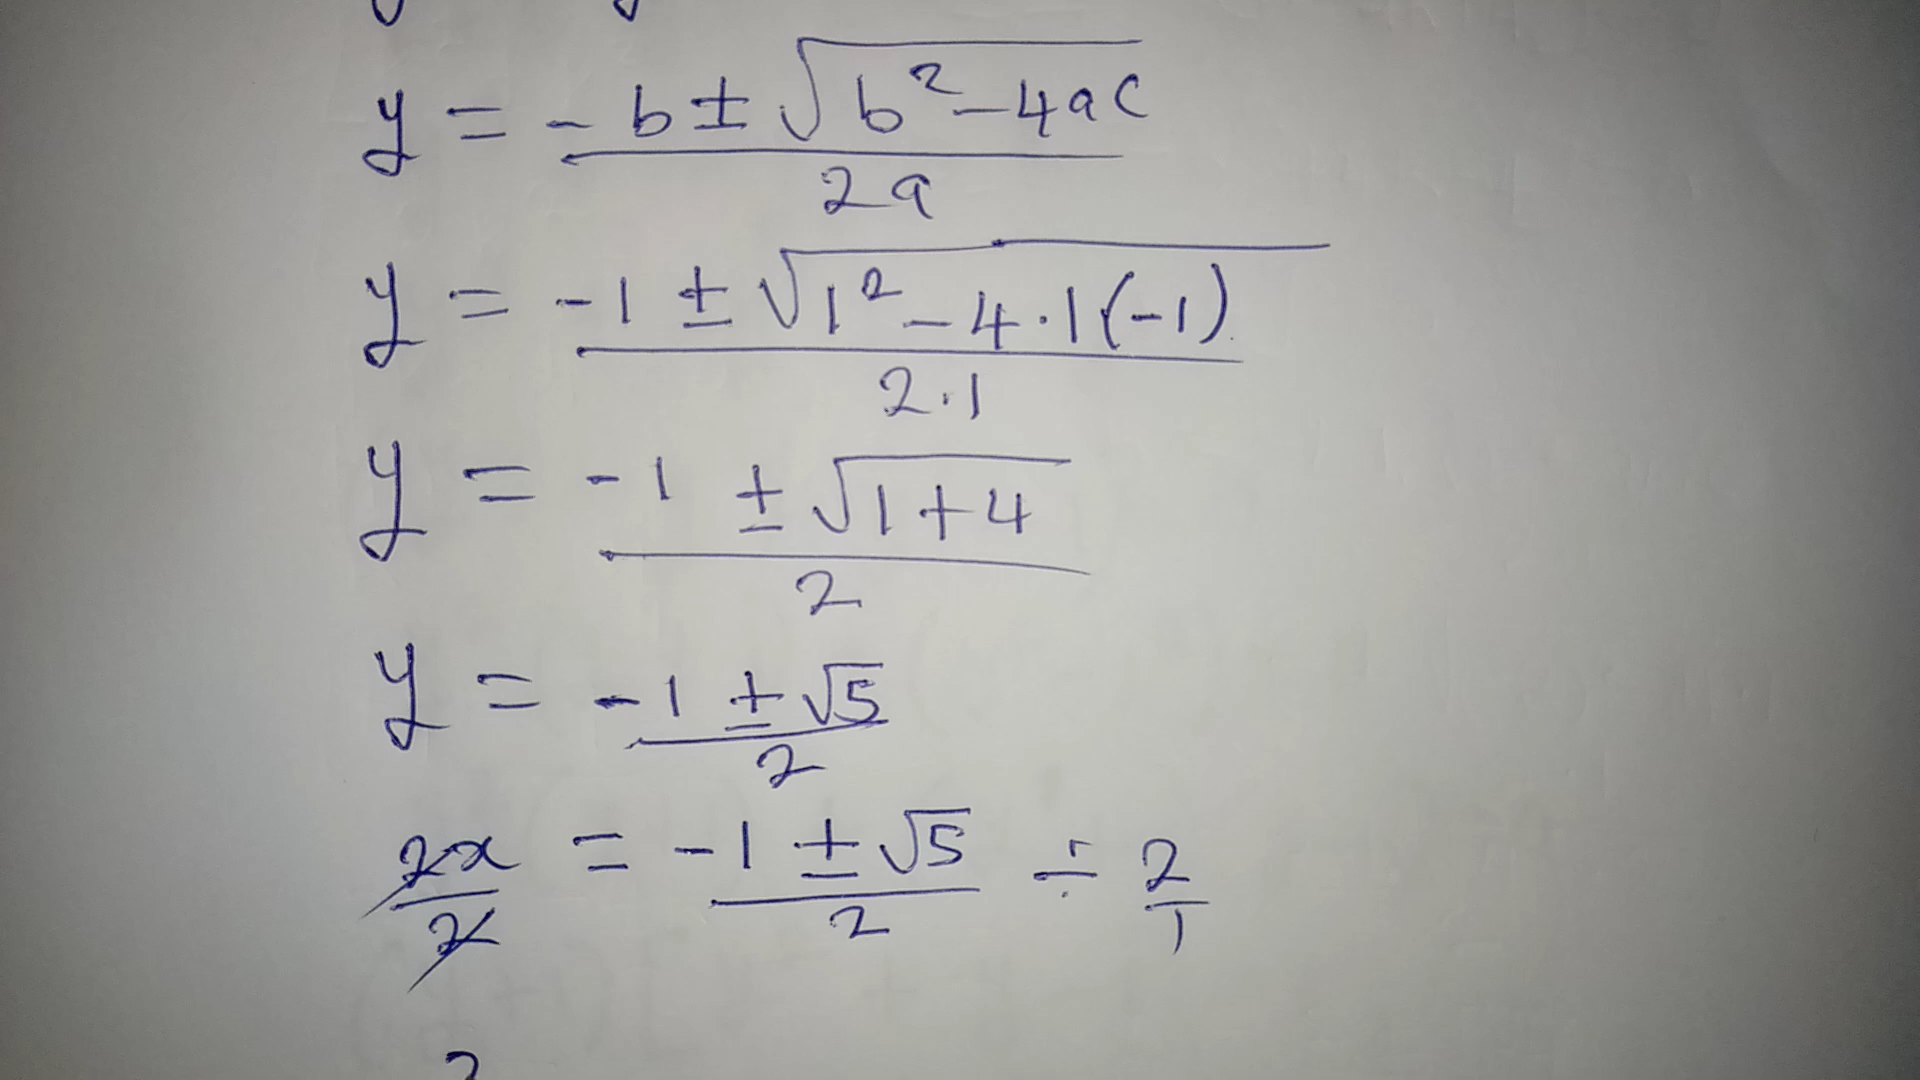 y = -b ± √(b² - 4ac) / 2a
y = -1 ± √(1² - 4·1(-1)) / 2·1
y = -1 ± √(1+4) / 2
y = -1 ± √5 / 2
2x/2 = -1 ± √5 / 2 ÷ 2/1